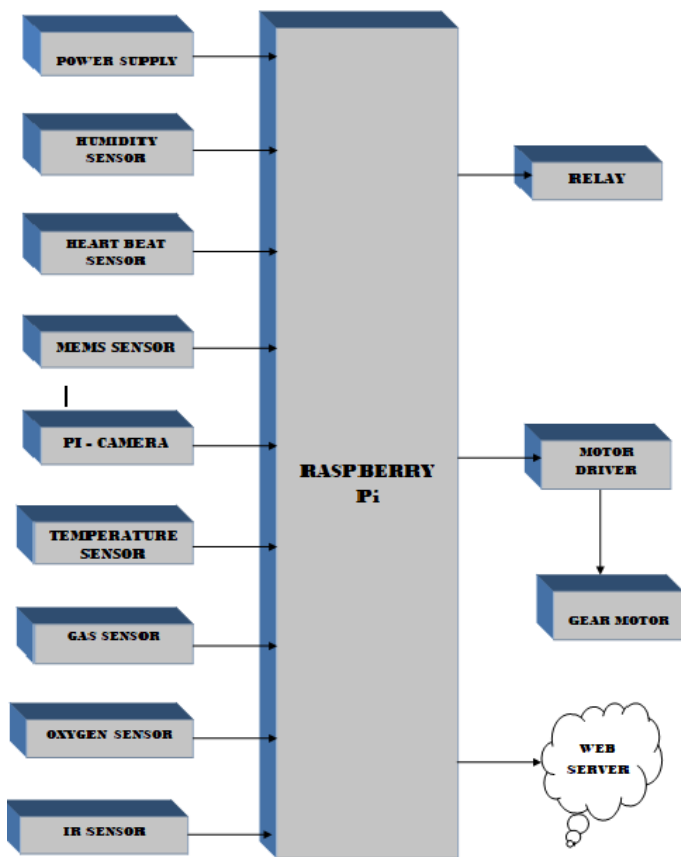 POWER SUPPLY
HUMIDITY
SENSOR
HEART BEAT
SENSOR
MEMS SENSOR
PI - CAMERA
TEMPERATURE
SENSOR
GAS SENSOR
OXYGEN SENSOR
IR SENSOR
RASPBERRY
Pi
RELAY
MOTOR
DRIVER
GEAR MOTOR
WEB
SERVER